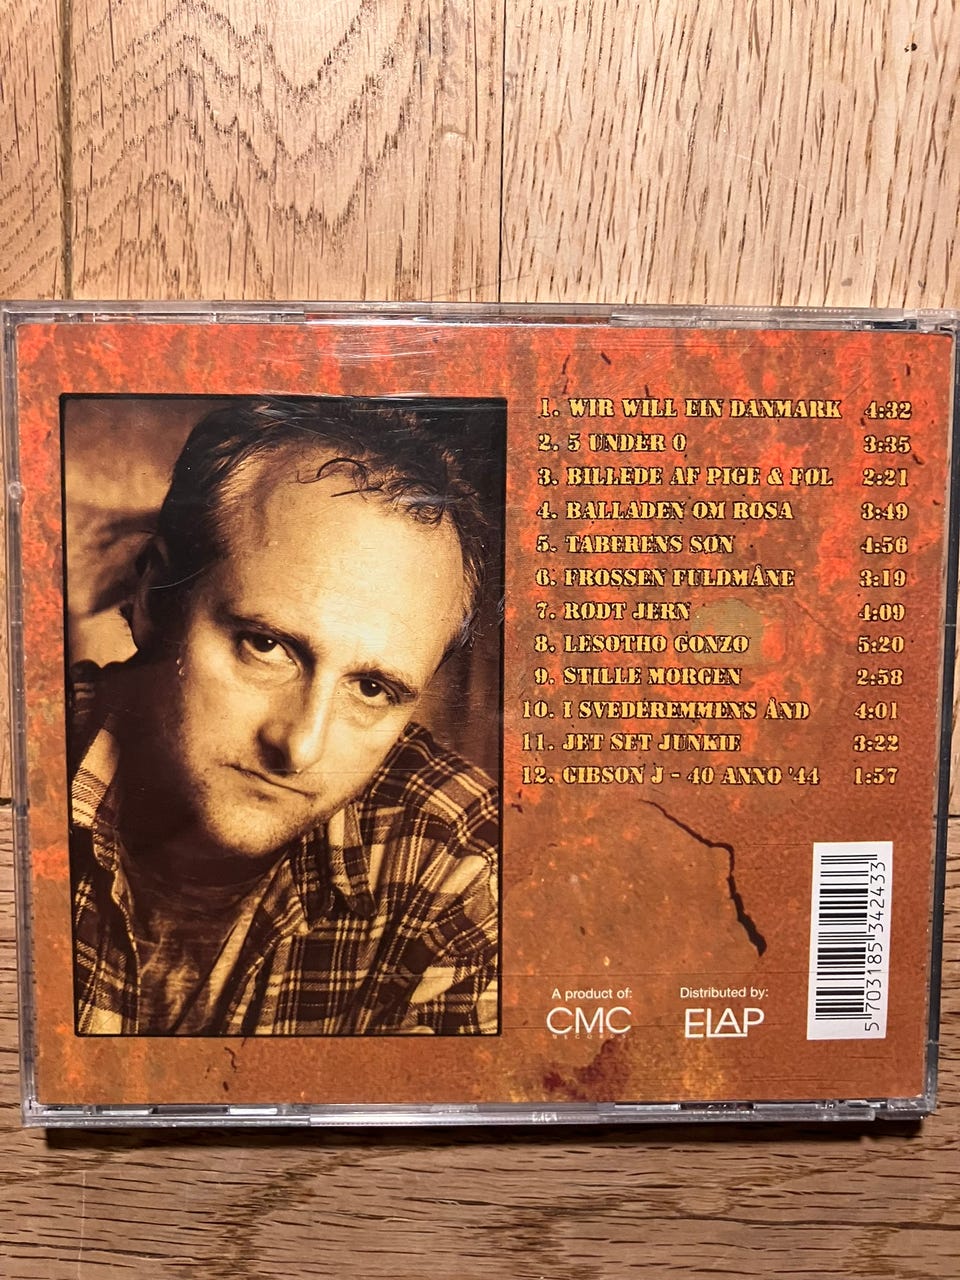 1. WIR WILL EIN DANMARK 4:32
2. 5 UNDER 0 3:35
3. BILLEDE AF PIGE & FØL 2:21
4. BALLADEN OM ROSA 3:49
5. TABERENS SØN 4:56
6. FROSSEN FULDMÅNE 3:19
7. RØDT JERN 4:09
8. LESOTHO GONZO 5:20
9. STILLE MORGEN 2:58
10. I SVEDEREMMENS ÅND 4:01
11. JET SET JUNKIE 3:22
12. GIBSON J - 40 ANNO '44 1:57
A product of:
CMC
RECORDS
Distributed by:
ELAP
5 703185 342433